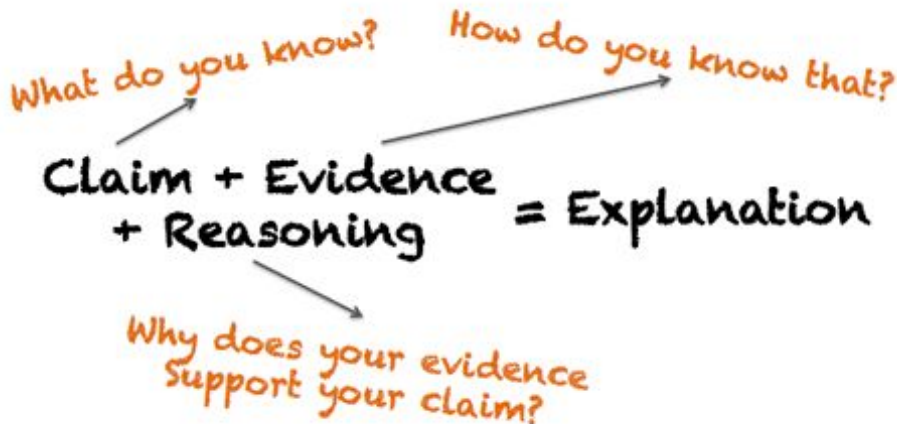 What do you know?
How do you know that?
Claim + Evidence
+ Reasoning
= Explanation
Why does your evidence
Support your claim?